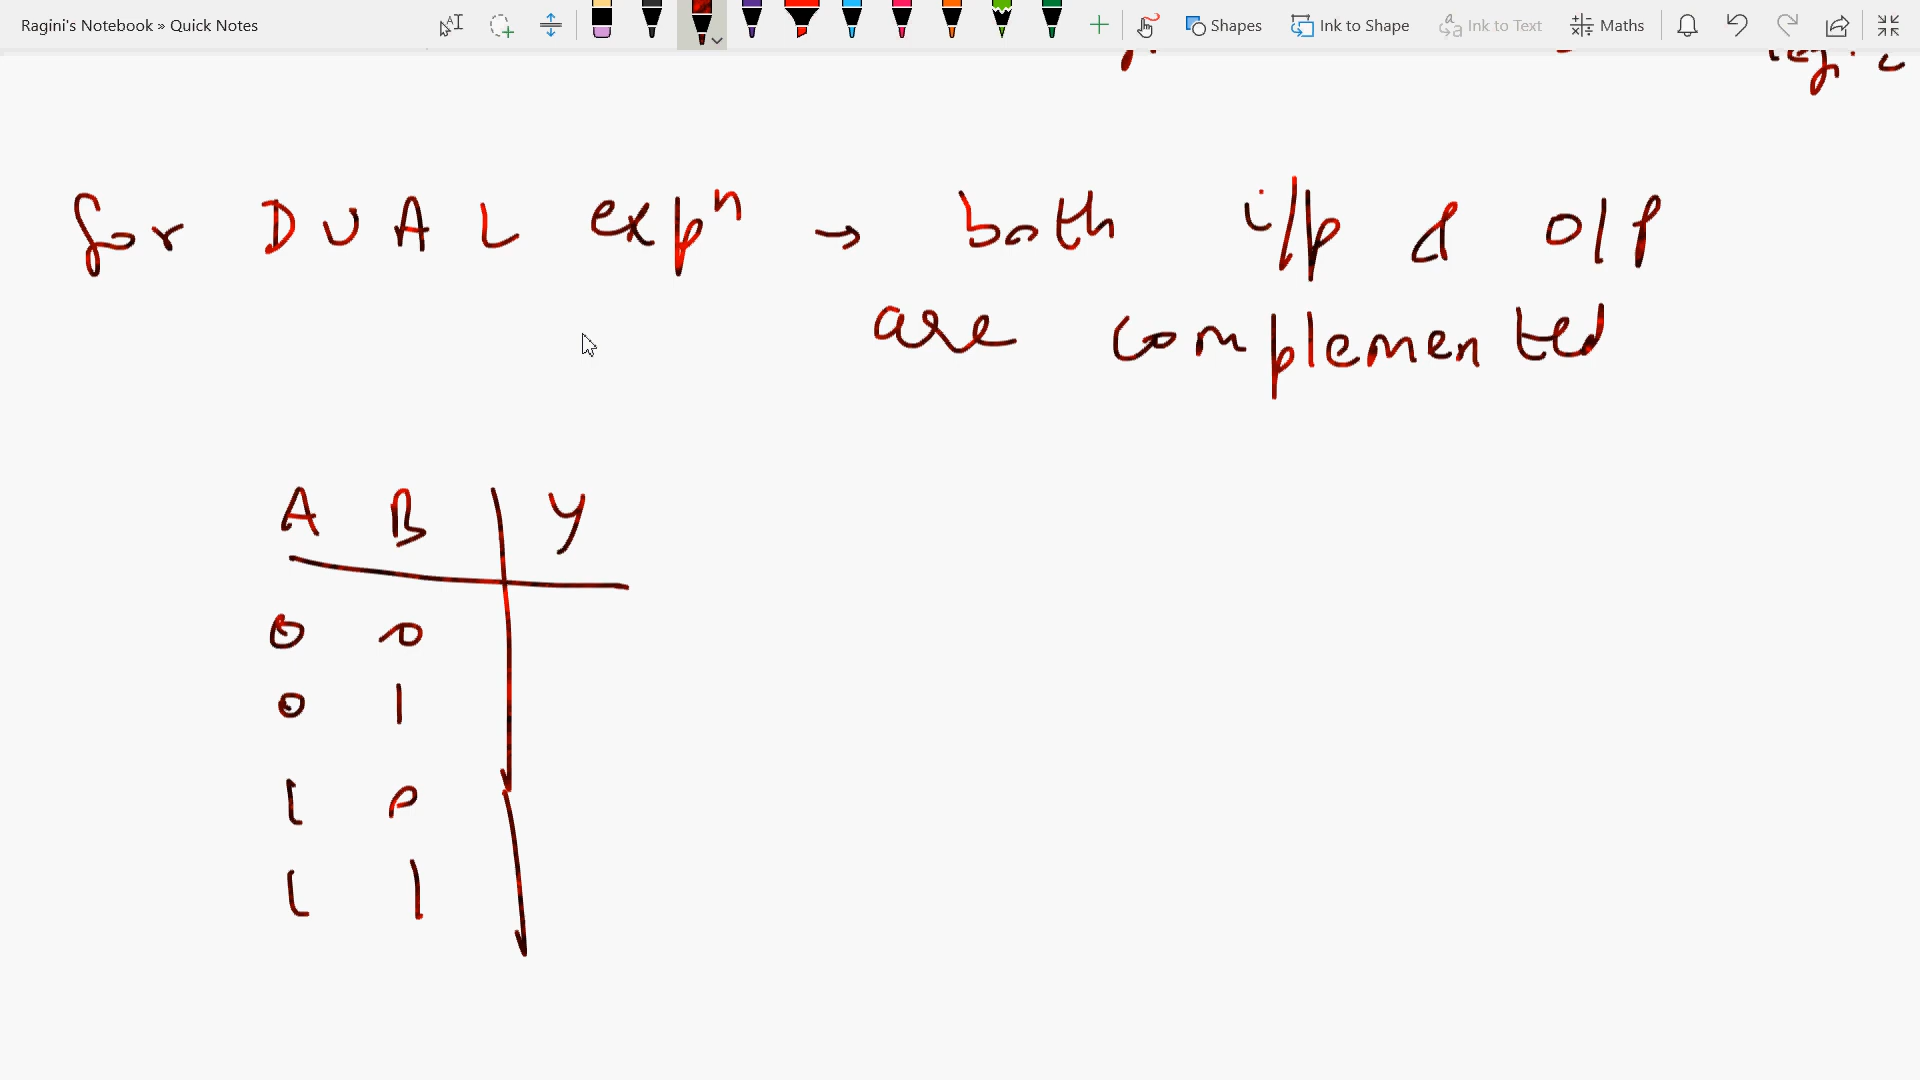 Ragini's Notebook » Quick Notes Shapes Ink to Shape Ink to Text Maths
for DUAL expⁿ → both i/p & o/p
are complemented
A B Y
0 0
0 1
1 0
1 1